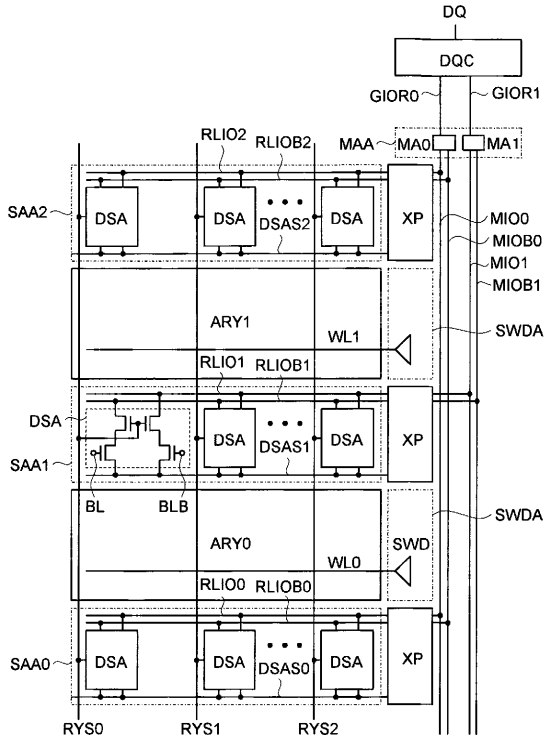 DQ
DQC
GIOR0 GIOR1
MAA MA0 MA1
RLIO2 RLIOB2
SAA2 DSA DSA DSA XP
DSAS2
MIO0
MIOB0
MIO1
MIOB1
ARY1
WL1
SWDA
RLIO1 RLIOB1
DSA
DSA DSA XP
SAA1
DSAS1
BL BLB
SWDA
ARY0 SWD
WL0
RLIO0 RLIOB0
SAA0 DSA DSA DSA XP
DSAS0
RYS0 RYS1 RYS2